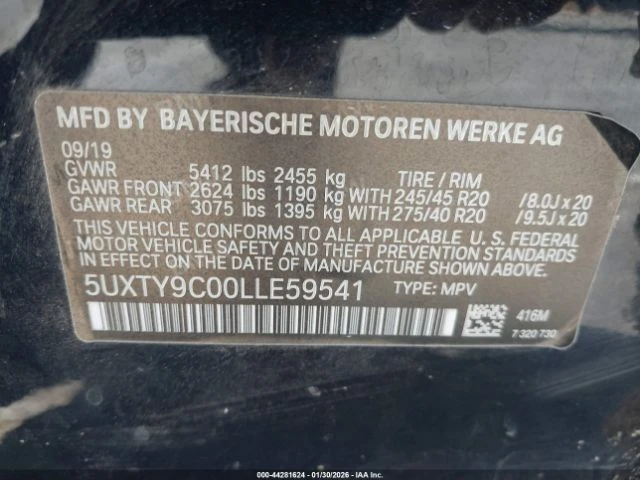 MFD BY BAYERISCHE MOTOREN WERKE AG
09/19
GVWR 5412 lbs 2455 kg TIRE / RIM
GAWR FRONT 2624 lbs 1190 kg WITH 245/45 R20 /8.0J x 20
GAWR REAR 3075 lbs 1395 kg WITH 275/40 R20 /9.5J x 20
THIS VEHICLE CONFORMS TO ALL APPLICABLE U. S. FEDERAL
MOTOR VEHICLE SAFETY AND THEFT PREVENTION STANDARDS
IN EFFECT ON THE DATE OF MANUFACTURE SHOWN ABOVE.
5UXTY9C00LLE59541 TYPE: MPV
416M
7 320 730
000-44281624 | 01/30/2026 | IAA Inc.